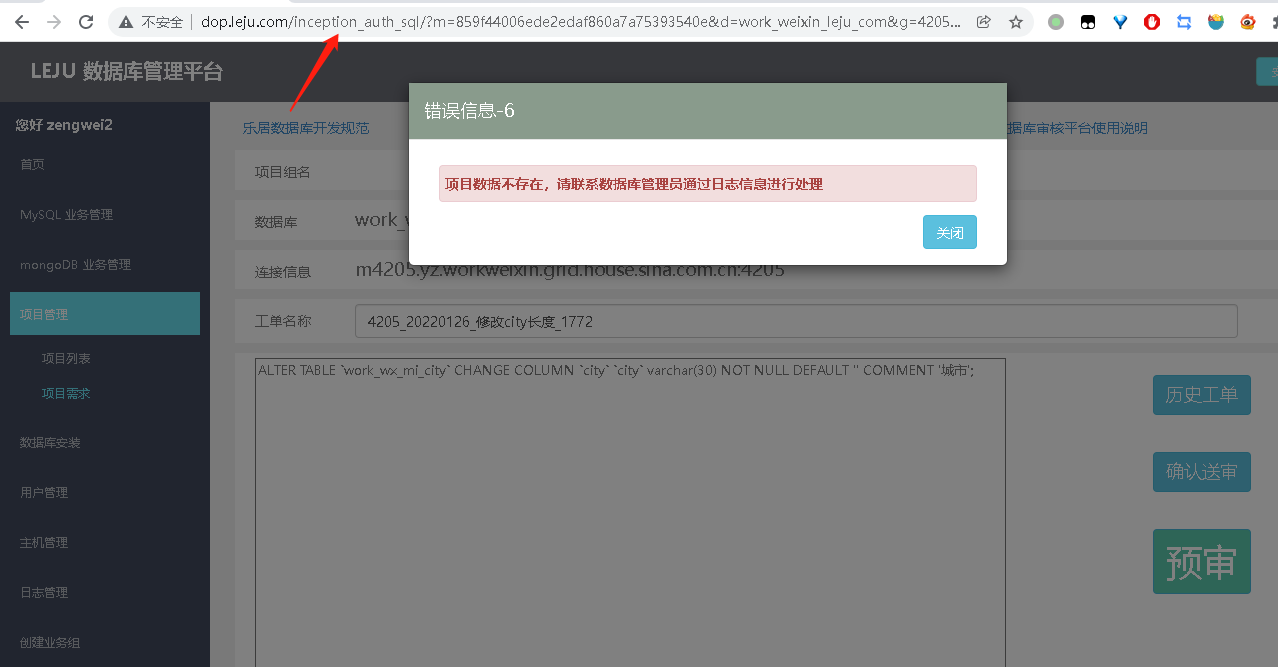 不安全 dop.leju.com/inception_auth_sql/?m=859f44006ede2edaf860a7a75393540e&d=work_weixin_leju_com&g=4205...
LEJU 数据库管理平台
您好 zengwei2
首页
MySQL 业务管理
mongoDB 业务管理
项目管理
项目列表
项目需求
数据库安装
用户管理
主机管理
日志管理
创建业务组
乐居数据库开发规范
据库审核平台使用说明
错误信息-6
项目数据不存在，请联系数据库管理员通过日志信息进行处理
关闭
项目组名
数据库 work_
连接信息 m4205.yz.workweixin.grid.house.sina.com.cn:4205
工单名称 4205_20220126_修改city长度_1772
ALTER TABLE `work_wx_mi_city` CHANGE COLUMN `city` `city` varchar(30) NOT NULL DEFAULT '' COMMENT '城市';
历史工单
确认送审
预审